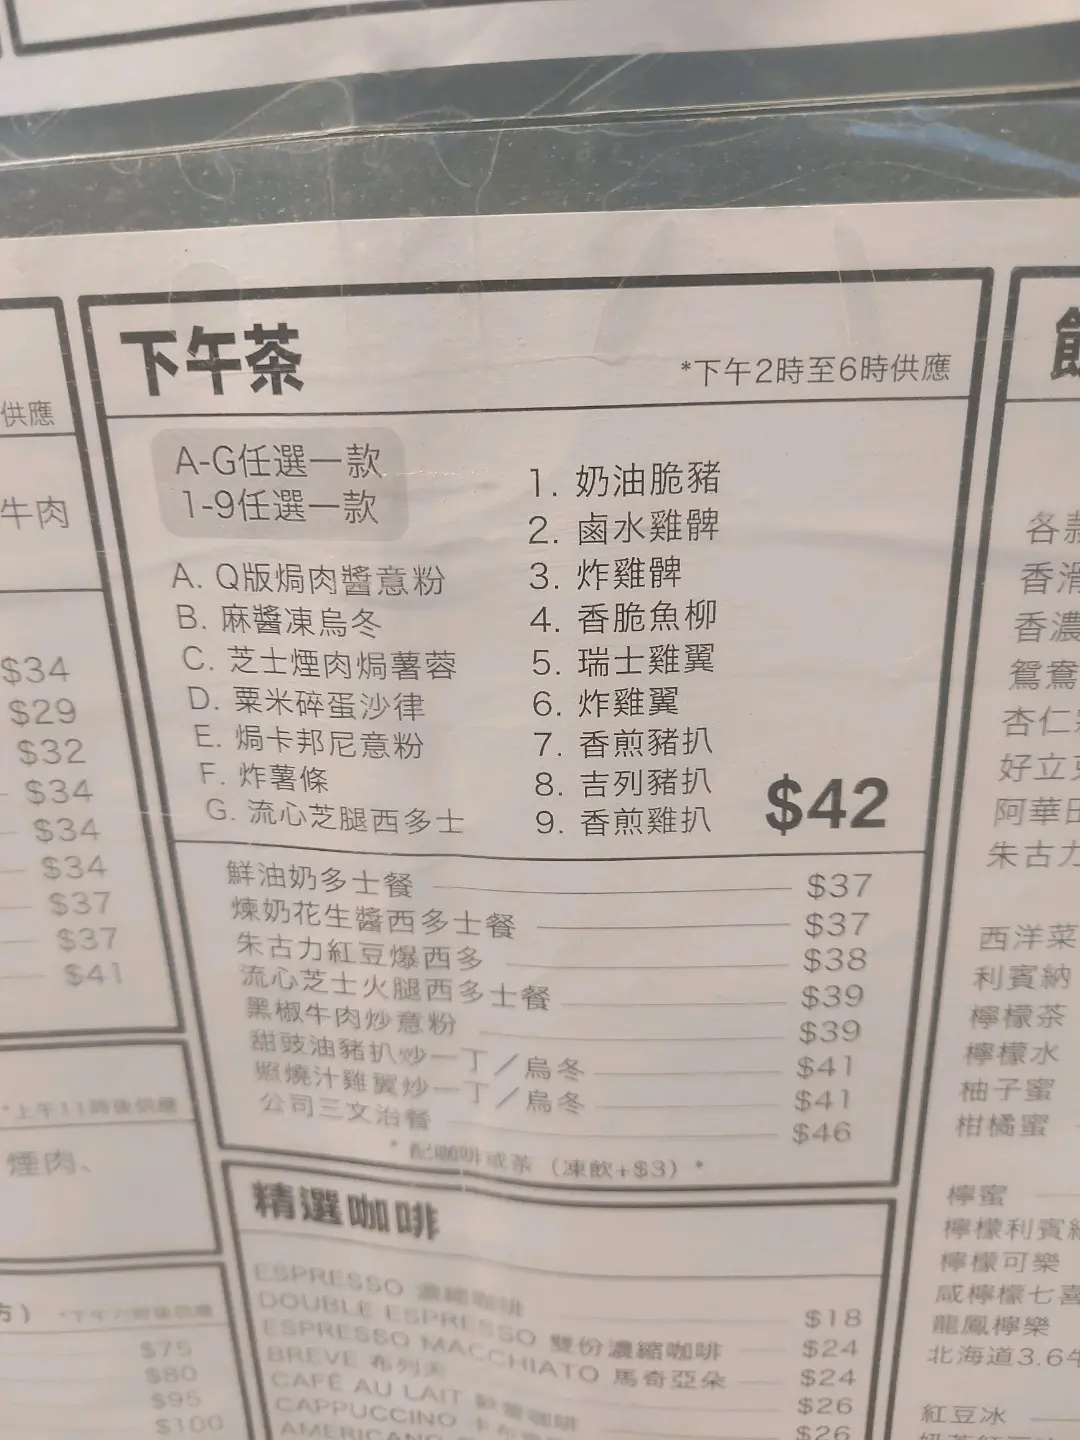 供應
牛肉
$34
$29
$32
$34
$34
$34
$37
$37
$41
煙肉、
$75
$80
$95
$100
下午茶
*下午2時至6時供應
A-G任選一款
1-9任選一款
A. Q版焗肉醬意粉
B. 麻醬凍烏冬
C. 芝士煙肉焗薯蓉
D. 粟米碎蛋沙律
E. 焗卡邦尼意粉
F. 炸薯條
G. 流心芝腿西多士
1. 奶油脆豬
2. 鹵水雞髀
3. 炸雞髀
4. 香脆魚柳
5. 瑞士雞翼
6. 炸雞翼
7. 香煎豬扒
8. 吉列豬扒
9. 香煎雞扒
$42
鮮油奶多士餐 $37
煉奶花生醬西多士餐 $37
朱古力紅豆爆西多 $38
流心芝士火腿西多士餐 $39
黑椒牛肉炒意粉 $39
甜豉油豬扒炒一丁／烏冬 $41
照燒汁雞翼炒一丁／烏冬 $41
公司三文治餐 $46
* 配咖啡或茶（凍飲+$3）*
精選咖啡
ESPRESSO 濃縮咖啡 $18
DOUBLE ESPRESSO 雙份濃縮咖啡 $24
ESPRESSO MACCHIATO 馬奇亞朵 $24
BREVE 布列夫 $26
CAFÉ AU LAIT $26
CAPPUCCINO
AMERICANO
各
香滑
香濃
鴛鴦
杏仁
好立
阿華田
朱古力
西洋菜
利賓納
檸檬茶
檸檬水
柚子蜜
柑橘蜜
檸蜜
檸檬利賓
檸檬可樂
咸檸檬七喜
龍鳳檸樂
北海道3.6牛
紅豆冰